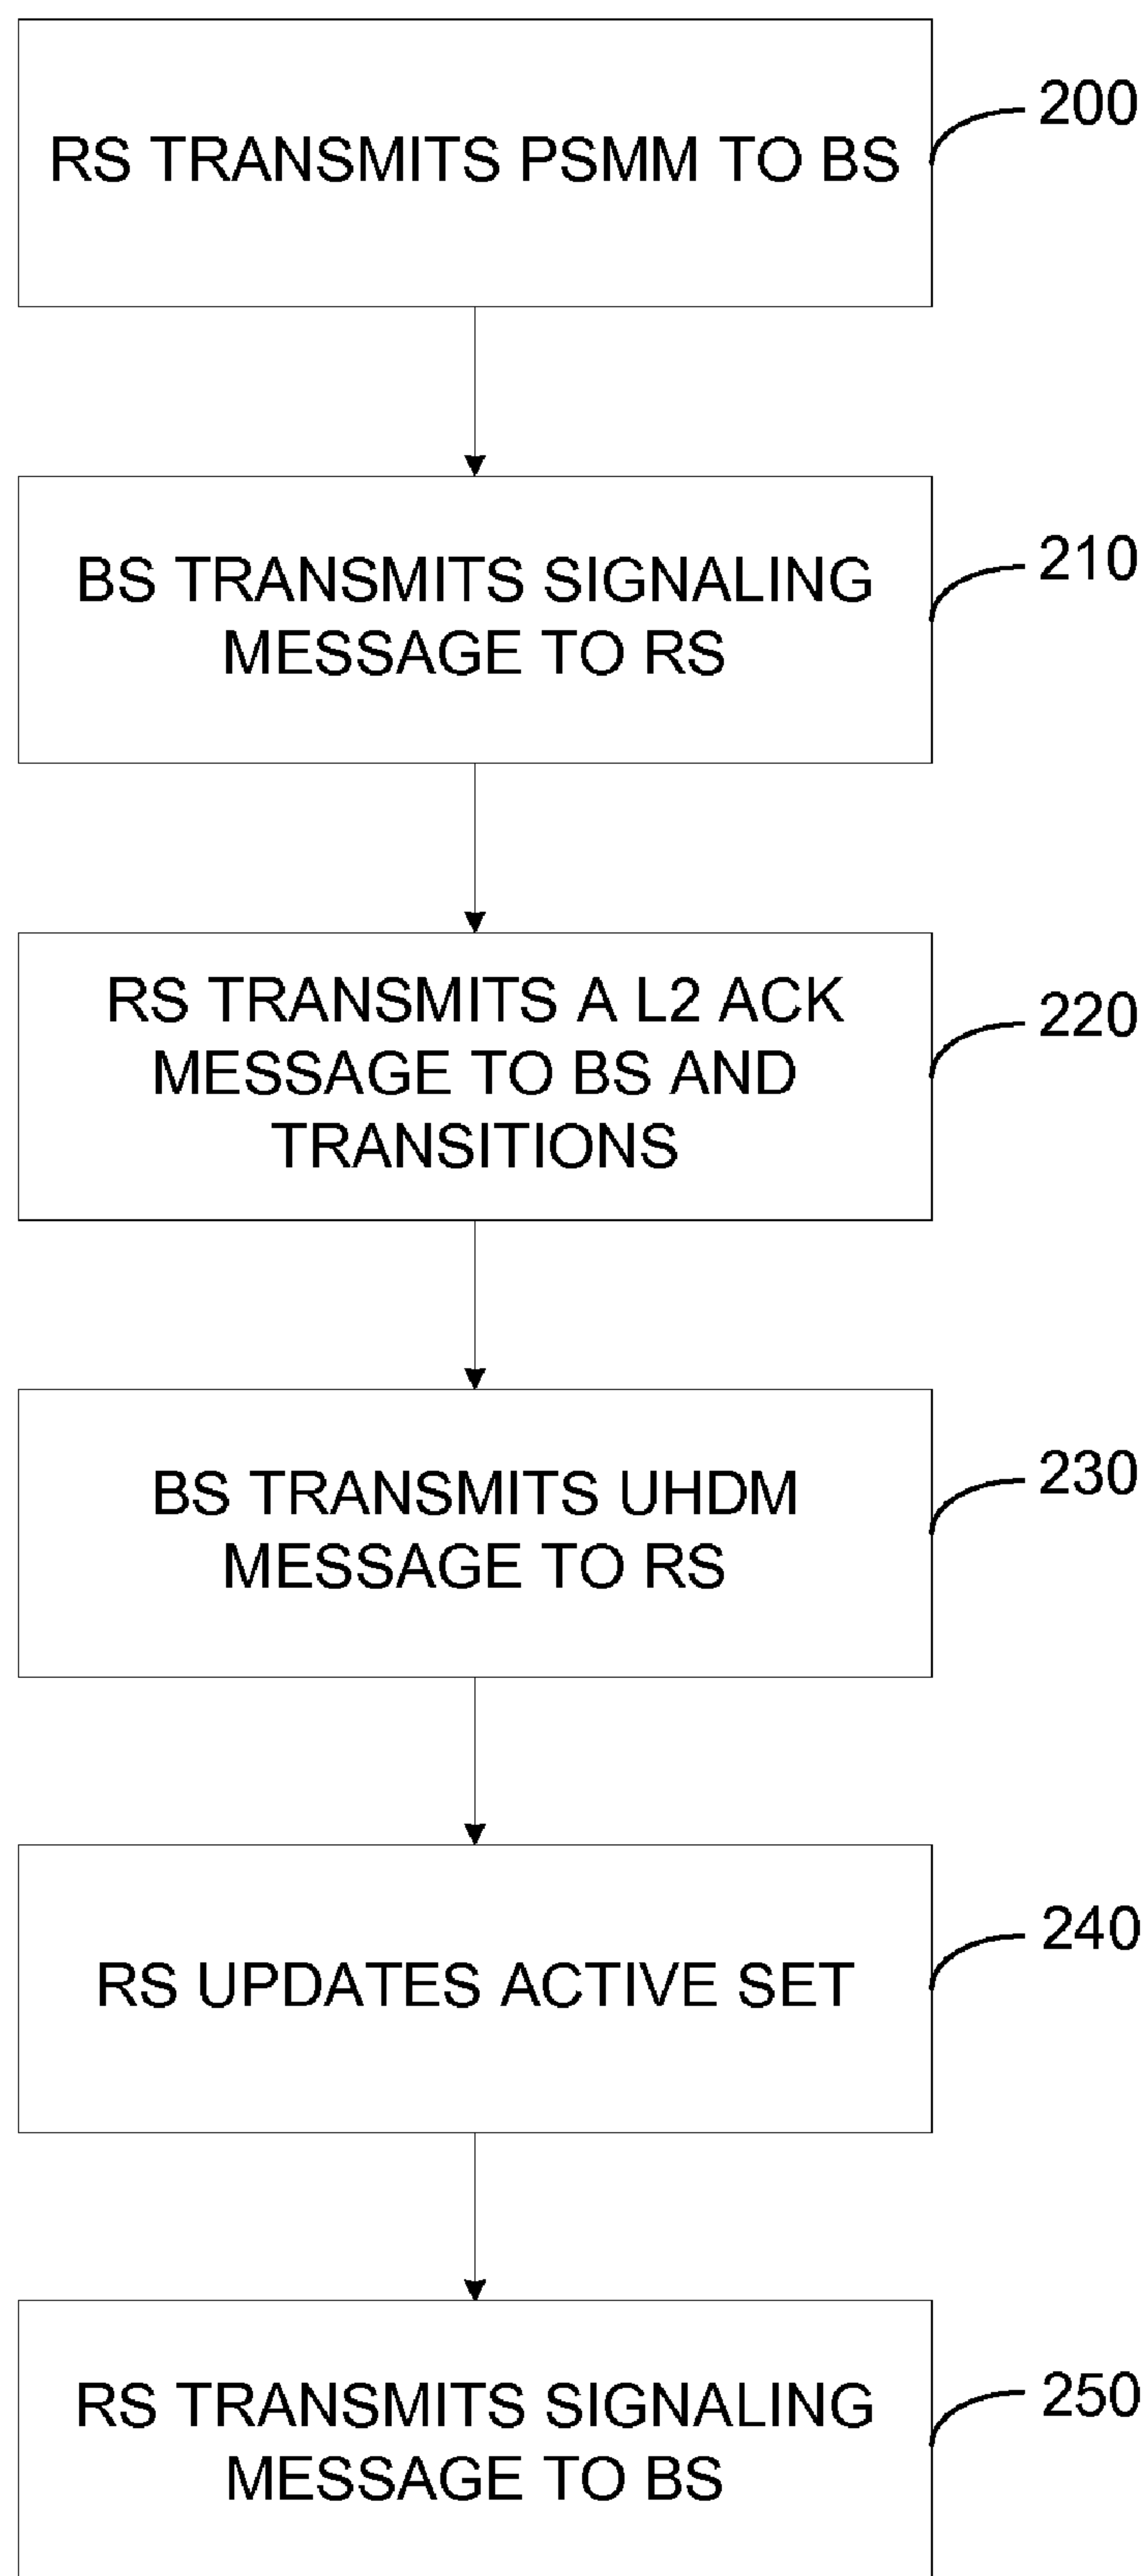 RS TRANSMITS PSMM TO BS
200
BS TRANSMITS SIGNALING
MESSAGE TO RS
210
RS TRANSMITS A L2 ACK
MESSAGE TO BS AND
TRANSITIONS
220
BS TRANSMITS UHDM
MESSAGE TO RS
230
RS UPDATES ACTIVE SET
240
RS TRANSMITS SIGNALING
MESSAGE TO BS
250